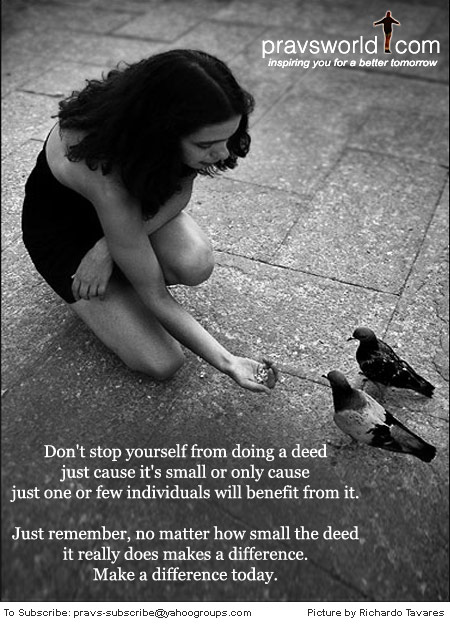 pravsworld.com
inspiring you for a better tomorrow
Don't stop yourself from doing a deed
just cause it's small or only cause
just one or few individuals will benefit from it.
Just remember, no matter how small the deed
it really does makes a difference.
Make a difference today.
To Subscribe: pravs-subscribe@yahoogroups.com Picture by Richardo Tavares